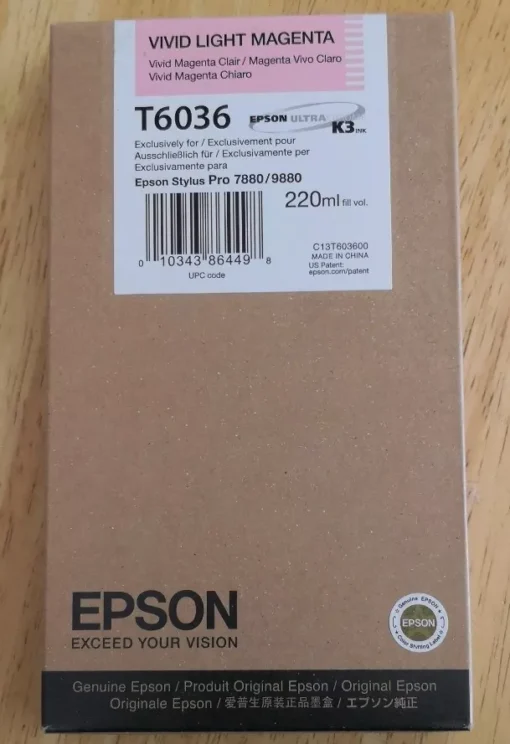 VIVID LIGHT MAGENTA
Vivid Magenta Clair / Magenta Vivo Claro
Vivid Magenta Chiaro
T6036 EPSON ULTRA K3 INK
Exclusively for / Exclusivement pour
Ausschließlich für / Exclusivamente per
Exclusivamente para
Epson Stylus Pro 7880/9880
220ml fill vol.
0 10343 86449 8
UPC code
C13T603600
MADE IN CHINA
US Patent:
epson.com/patent
EPSON
EXCEED YOUR VISION
Genuine Epson
EPSON
Color Shifting Label
Genuine Epson / Produit Original Epson / Original Epson
Originale Epson / 爱普生原装正品墨盒 / エプソン純正